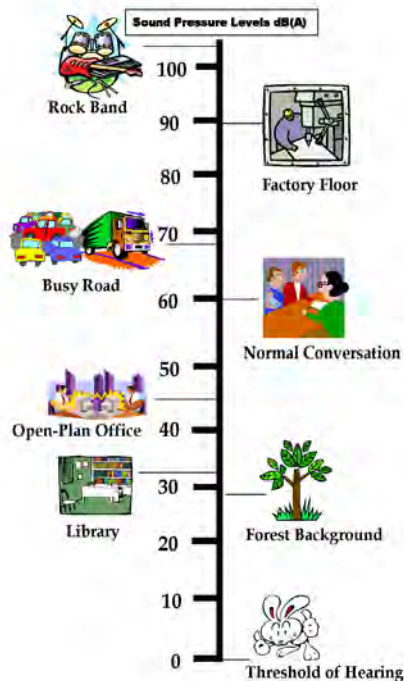 Sound Pressure Levels dB(A)
100
Rock Band
90
Factory Floor
80
70
Busy Road
60
Normal Conversation
50
Open-Plan Office
40
30
Library
Forest Background
20
10
0
Threshold of Hearing